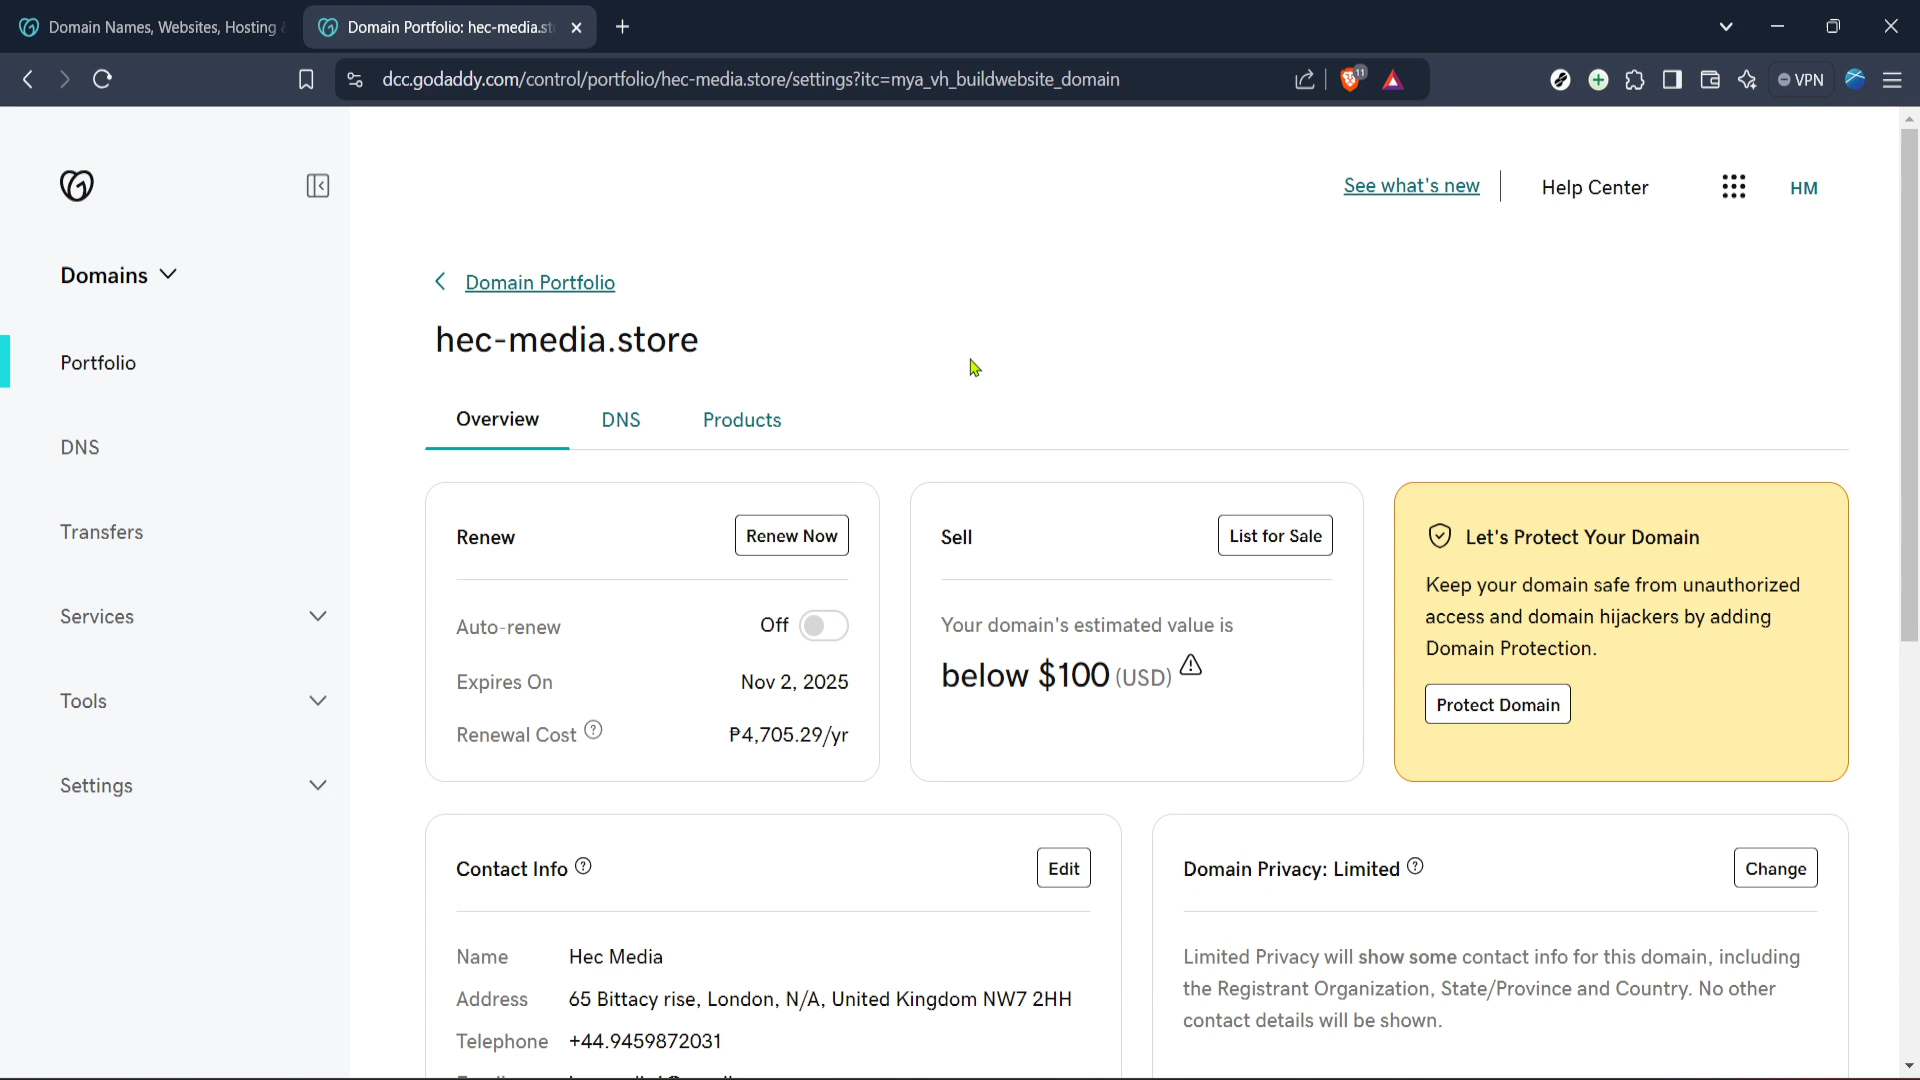 Domain Names, Websites, Hosting
Domain Portfolio: hec-media.st
dcc.godaddy.com/control/portfolio/hec-media.store/settings?itc=mya_vh_buildwebsite_domain
11
VPN
See what's new
Help Center
HM
Domains
Portfolio
DNS
Transfers
Services
Tools
Settings
Domain Portfolio
hec-media.store
Overview
DNS
Products
Renew
Renew Now
Auto-renew
Off
Expires On
Nov 2, 2025
Renewal Cost
₱4,705.29/yr
Sell
List for Sale
Your domain's estimated value is
below $100 (USD)
Let's Protect Your Domain
Keep your domain safe from unauthorized
access and domain hijackers by adding
Domain Protection.
Protect Domain
Contact Info
Edit
Name Hec Media
Address 65 Bittacy rise, London, N/A, United Kingdom NW7 2HH
Telephone +44.9459872031
Domain Privacy: Limited
Change
Limited Privacy will show some contact info for this domain, including
the Registrant Organization, State/Province and Country. No other
contact details will be shown.